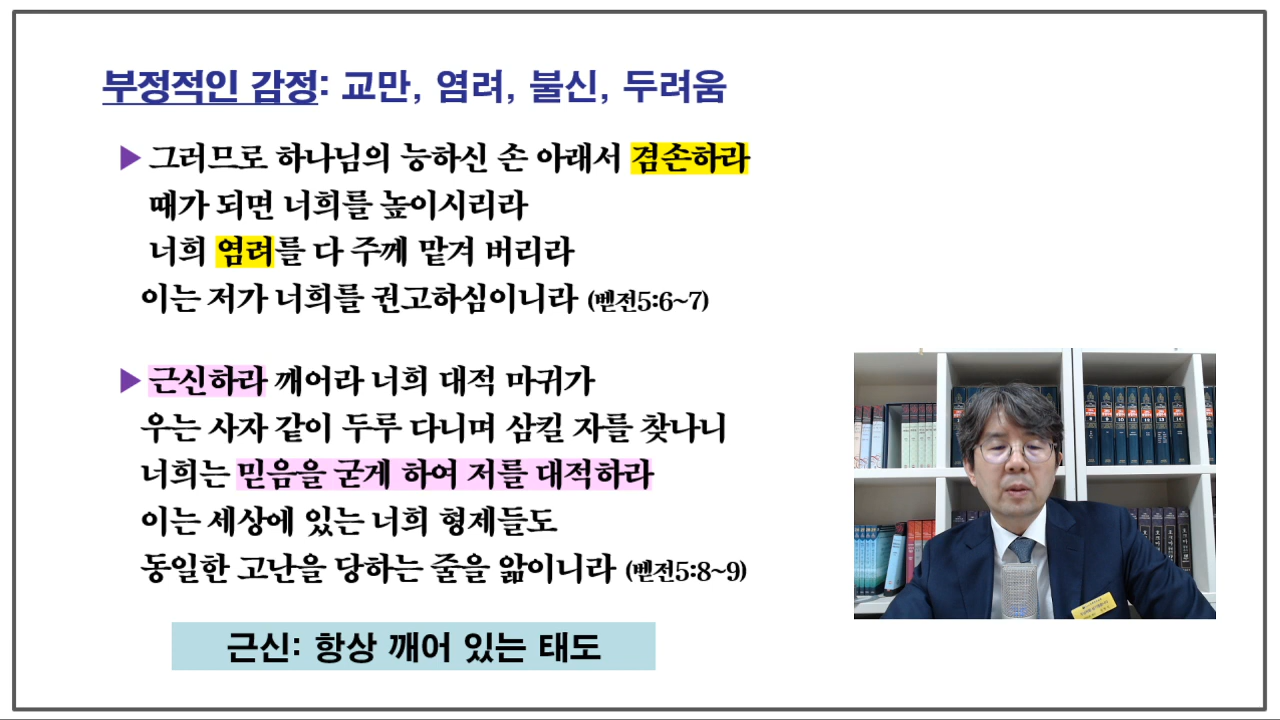 부정적인 감정: 교만, 염려, 불신, 두려움
▶ 그러므로 하나님의 능하신 손 아래서 겸손하라
때가 되면 너희를 높이시리라
너희 염려를 다 주께 맡겨 버리라
이는 저가 너희를 권고하심이니라 (벧전5:6~7)
▶ 근신하라 깨어라 너희 대적 마귀가
우는 사자 같이 두루 다니며 삼킬 자를 찾나니
너희는 믿음을 굳게 하여 저를 대적하라
이는 세상에 있는 너희 형제들도
동일한 고난을 당하는 줄을 앎이니라 (벧전5:8~9)
근신: 항상 깨어 있는 태도